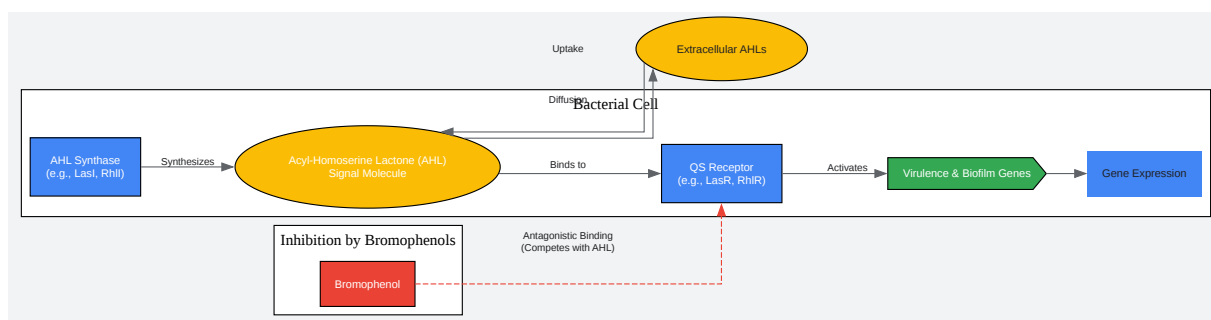 Uptake
Extracellular AHLs
Diffusion
Bacterial Cell
AHL Synthase
(e.g., LasI, RhlI)
Synthesizes
Acyl-Homoserine Lactone (AHL)
Signal Molecule
Binds to
QS Receptor
(e.g., LasR, RhlR)
Activates
Virulence & Biofilm Genes
Gene Expression
Inhibition by Bromophenols
Bromophenol
Antagonistic Binding
(Competes with AHL)